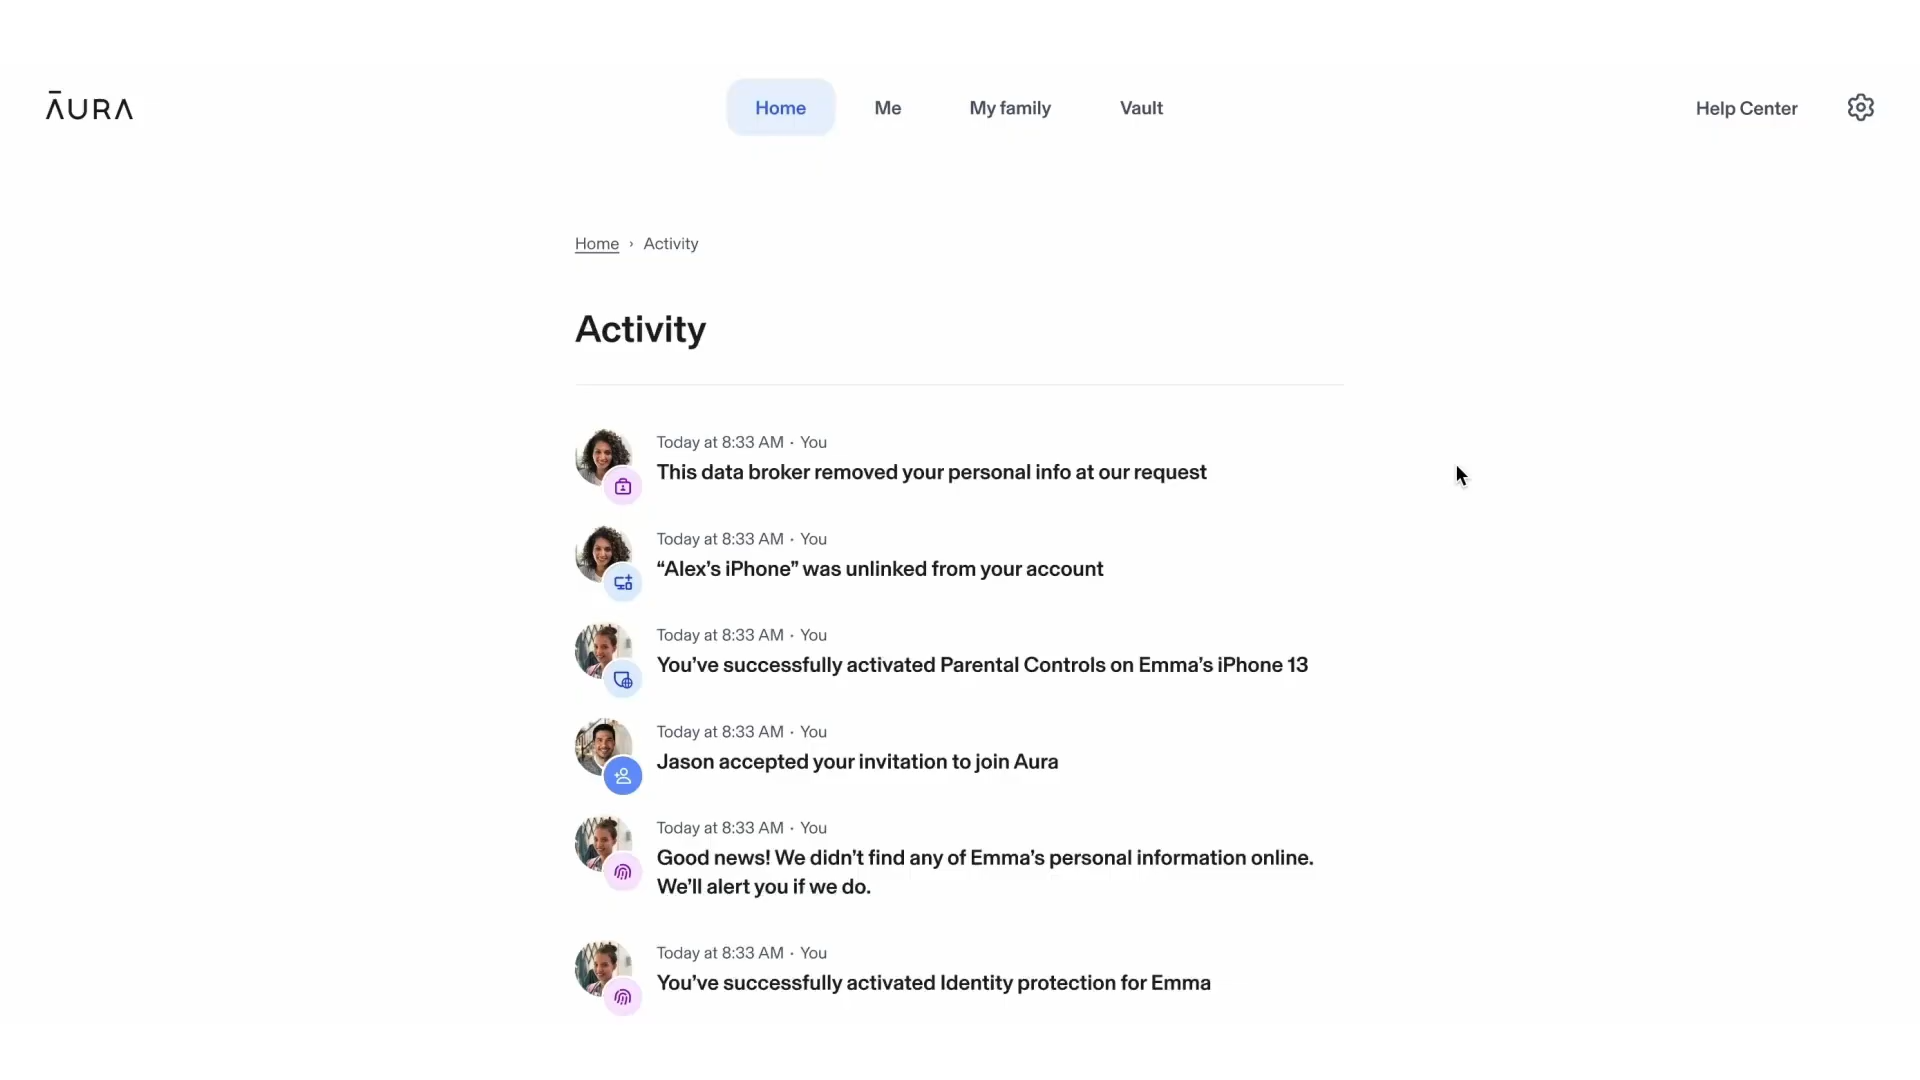 ĀURA
Home
Me
My family
Vault
Help Center
Home › Activity
Activity
Today at 8:33 AM · You
This data broker removed your personal info at our request
Today at 8:33 AM · You
“Alex’s iPhone” was unlinked from your account
Today at 8:33 AM · You
You’ve successfully activated Parental Controls on Emma’s iPhone 13
Today at 8:33 AM · You
Jason accepted your invitation to join Aura
Today at 8:33 AM · You
Good news! We didn’t find any of Emma’s personal information online.
We’ll alert you if we do.
Today at 8:33 AM · You
You’ve successfully activated Identity protection for Emma